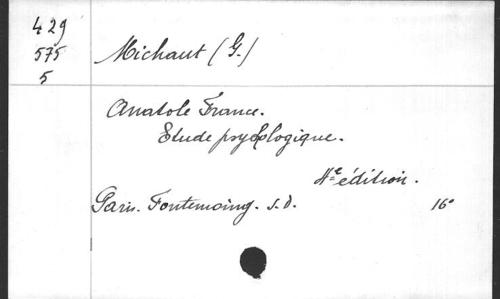 429
575
5
Michaut (G.)
Anatole France.
Etude psychologique.
4e édition.
Paris. Fontemoing. s.d. 16°